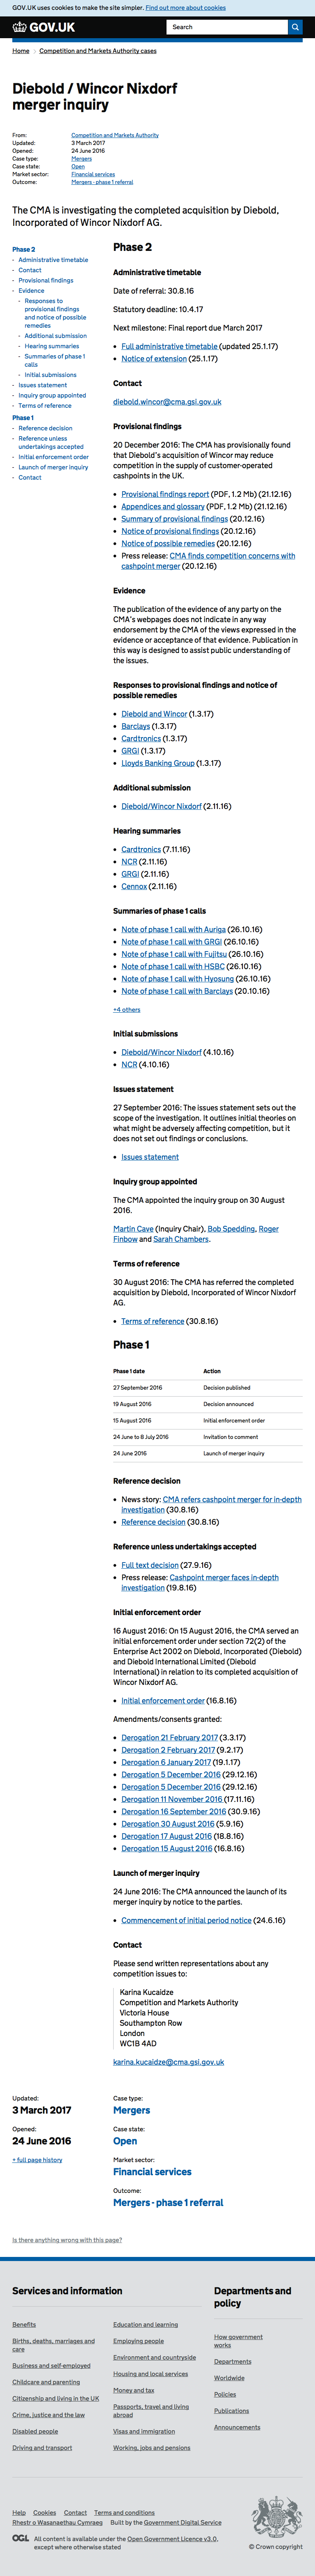 GOV.UK uses cookies to make the site simpler. Find out more about cookies
GOV.UK
Search
Home
Competition and Markets Authority cases
Diebold / Wincor Nixdorf
merger inquiry
From: Competition and Markets Authority
Updated: 3 March 2017
Opened: 24 June 2016
Case type: Mergers
Case state: Open
Market sector: Financial services
Outcome: Mergers - phase 1 referral
The CMA is investigating the completed acquisition by Diebold,
Incorporated of Wincor Nixdorf AG.
Phase 2
- Administrative timetable
- Contact
- Provisional findings
- Evidence
- Responses to
provisional findings
and notice of possible
remedies
- Additional submission
- Hearing summaries
- Summaries of phase 1
calls
- Initial submissions
- Issues statement
- Inquiry group appointed
- Terms of reference
Phase 1
- Reference decision
- Reference unless
undertakings accepted
- Initial enforcement order
- Launch of merger inquiry
- Contact
Phase 2
Administrative timetable
Date of referral: 30.8.16
Statutory deadline: 10.4.17
Next milestone: Final report due March 2017
• Full administrative timetable (updated 25.1.17)
• Notice of extension (25.1.17)
Contact
diebold.wincor@cma.gsi.gov.uk
Provisional findings
20 December 2016: The CMA has provisionally found
that Diebold's acquisition of Wincor may reduce
competition in the supply of customer-operated
cashpoints in the UK.
• Provisional findings report (PDF, 1.2 Mb) (21.12.16)
• Appendices and glossary (PDF, 1.2 Mb) (21.12.16)
• Summary of provisional findings (20.12.16)
• Notice of provisional findings (20.12.16)
• Notice of possible remedies (20.12.16)
• Press release: CMA finds competition concerns with
cashpoint merger (20.12.16)
Evidence
The publication of the evidence of any party on the
CMA's webpages does not indicate in any way
endorsement by the CMA of the views expressed in that
evidence or acceptance of that evidence. Publication in
this way is designed to assist public understanding of
the issues.
Responses to provisional findings and notice of
possible remedies
• Diebold and Wincor (1.3.17)
• Barclays (1.3.17)
• Cardtronics (1.3.17)
• GRGI (1.3.17)
• Lloyds Banking Group (1.3.17)
Additional submission
• Diebold/Wincor Nixdorf (2.11.16)
Hearing summaries
• Cardtronics (7.11.16)
• NCR (2.11.16)
• GRGI (2.11.16)
• Cennox (2.11.16)
Summaries of phase 1 calls
• Note of phase 1 call with Auriga (26.10.16)
• Note of phase 1 call with GRGI (26.10.16)
• Note of phase 1 call with Fujitsu (26.10.16)
• Note of phase 1 call with HSBC (26.10.16)
• Note of phase 1 call with Hyosung (26.10.16)
• Note of phase 1 call with Barclays (20.10.16)
+4 others
Initial submissions
• Diebold/Wincor Nixdorf (4.10.16)
• NCR (4.10.16)
Issues statement
27 September 2016: The issues statement sets out the
scope of the investigation. It outlines initial theories on
what might be adversely affecting competition, but it
does not set out findings or conclusions.
• Issues statement
Inquiry group appointed
The CMA appointed the inquiry group on 30 August
2016.
Martin Cave (Inquiry Chair), Bob Spedding, Roger
Finbow and Sarah Chambers.
Terms of reference
30 August 2016: The CMA has referred the completed
acquisition by Diebold, Incorporated of Wincor Nixdorf
AG.
• Terms of reference (30.8.16)
Phase 1
Phase 1 date Action
27 September 2016 Decision published
19 August 2016 Decision announced
15 August 2016 Initial enforcement order
24 June to 8 July 2016 Invitation to comment
24 June 2016 Launch of merger inquiry
Reference decision
• News story: CMA refers cashpoint merger for in-depth
investigation (30.8.16)
• Reference decision (30.8.16)
Reference unless undertakings accepted
• Full text decision (27.9.16)
• Press release: Cashpoint merger faces in-depth
investigation (19.8.16)
Initial enforcement order
16 August 2016: On 15 August 2016, the CMA served an
initial enforcement order under section 72(2) of the
Enterprise Act 2002 on Diebold, Incorporated (Diebold)
and Diebold International Limited (Diebold
International) in relation to its completed acquisition of
Wincor Nixdorf AG.
• Initial enforcement order (16.8.16)
Amendments/consents granted:
• Derogation 21 February 2017 (3.3.17)
• Derogation 2 February 2017 (9.2.17)
• Derogation 6 January 2017 (19.1.17)
• Derogation 5 December 2016 (29.12.16)
• Derogation 5 December 2016 (29.12.16)
• Derogation 11 November 2016 (17.11.16)
• Derogation 16 September 2016 (30.9.16)
• Derogation 30 August 2016 (5.9.16)
• Derogation 17 August 2016 (18.8.16)
• Derogation 15 August 2016 (16.8.16)
Launch of merger inquiry
24 June 2016: The CMA announced the launch of its
merger inquiry by notice to the parties.
• Commencement of initial period notice (24.6.16)
Contact
Please send written representations about any
competition issues to:
Karina Kucaidze
Competition and Markets Authority
Victoria House
Southampton Row
London
WC1B 4AD
karina.kucaidze@cma.gsi.gov.uk
Updated:
3 March 2017
Opened:
24 June 2016
+ full page history
Case type:
Mergers
Case state:
Open
Market sector:
Financial services
Outcome:
Mergers - phase 1 referral
Is there anything wrong with this page?
Services and information
Benefits
Births, deaths, marriages and
care
Business and self-employed
Childcare and parenting
Citizenship and living in the UK
Crime, justice and the law
Disabled people
Driving and transport
Education and learning
Employing people
Environment and countryside
Housing and local services
Money and tax
Passports, travel and living
abroad
Visas and immigration
Working, jobs and pensions
Departments and
policy
How government
works
Departments
Worldwide
Policies
Publications
Announcements
Help Cookies Contact Terms and conditions
Rhestr o Wasanaethau Cymraeg Built by the Government Digital Service
OGL All content is available under the Open Government Licence v3.0,
except where otherwise stated
© Crown copyright